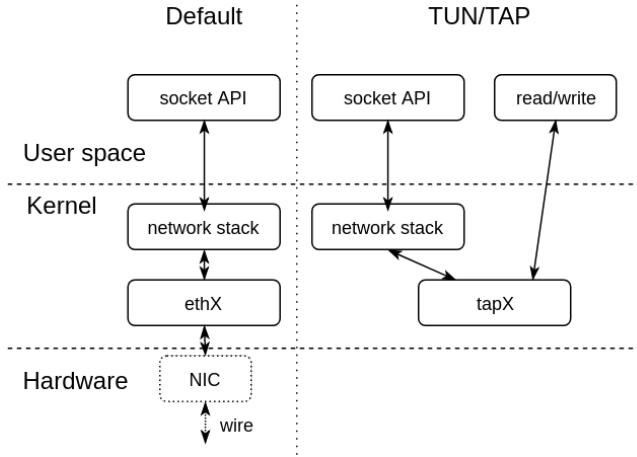 Default
TUN/TAP
socket API
socket API
read/write
User space
Kernel
network stack
network stack
ethX
tapX
Hardware
NIC
wire